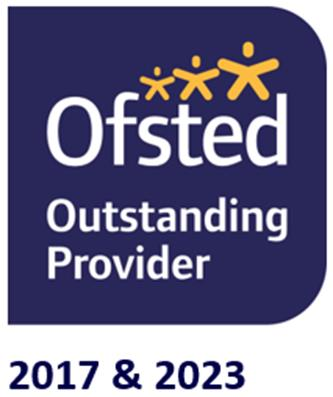 Ofsted
Outstanding
Provider
2017 & 2023